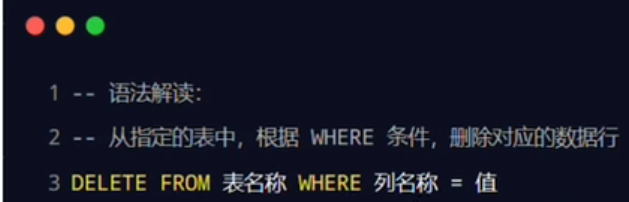 1 -- 语法解读:
2 -- 从指定的表中，根据 WHERE 条件，删除对应的数据行
3 DELETE FROM 表名称 WHERE 列名称 = 值